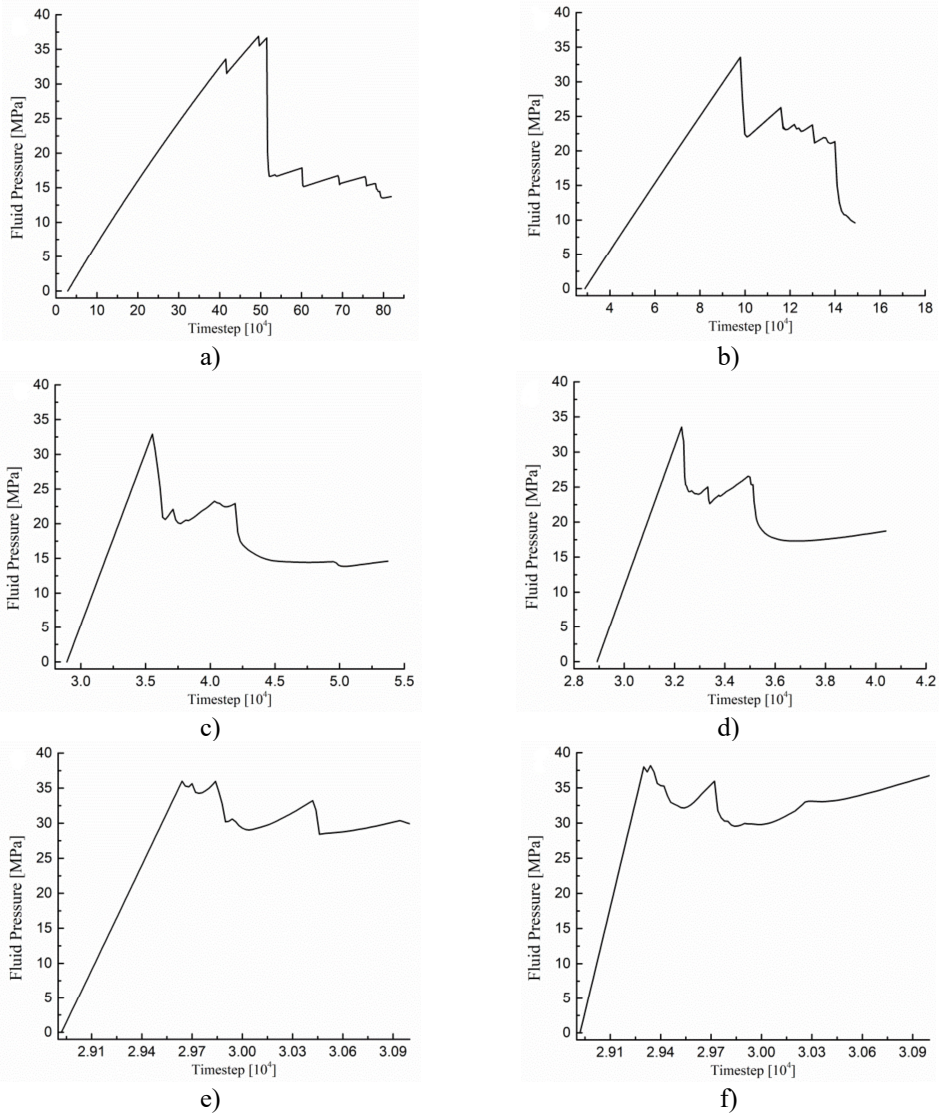 40
35
30
25
20
15
10
5
0
Fluid Pressure [MPa]
0 10 20 30 40 50 60 70 80
Timestep [10⁴]
a)
40
35
30
25
20
15
10
5
0
Fluid Pressure [MPa]
4 6 8 10 12 14 16 18
Timestep [10⁴]
b)
40
35
30
25
20
15
10
5
0
Fluid Pressure [MPa]
3.0 3.5 4.0 4.5 5.0 5.5
Timestep [10⁴]
c)
40
35
30
25
20
15
10
5
0
Fluid Pressure [MPa]
2.8 3.0 3.2 3.4 3.6 3.8 4.0 4.2
Timestep [10⁴]
d)
40
35
30
25
20
15
10
5
0
Fluid Pressure [MPa]
2.91 2.94 2.97 3.00 3.03 3.06 3.09
Timestep [10⁴]
e)
40
35
30
25
20
15
10
5
0
Fluid Pressure [MPa]
2.91 2.94 2.97 3.00 3.03 3.06 3.09
Timestep [10⁴]
f)